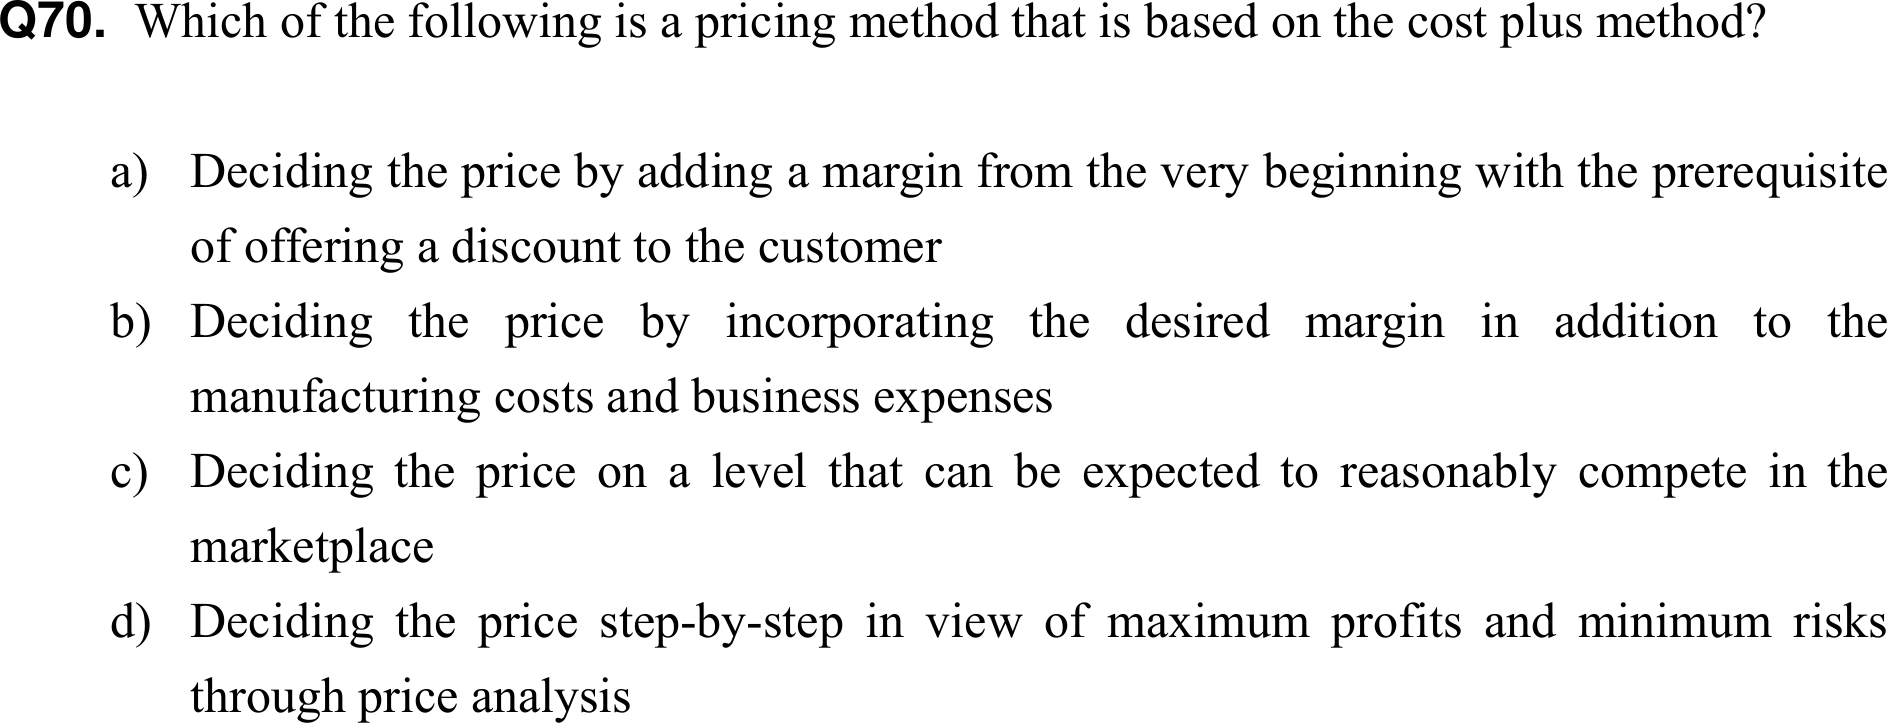 Q70. Which of the following is a pricing method that is based on the cost plus method?
a) Deciding the price by adding a margin from the very beginning with the prerequisite
of offering a discount to the customer
b) Deciding the price by incorporating the desired margin in addition to the
manufacturing costs and business expenses
c) Deciding the price on a level that can be expected to reasonably compete in the
marketplace
d) Deciding the price step-by-step in view of maximum profits and minimum risks
through price analysis